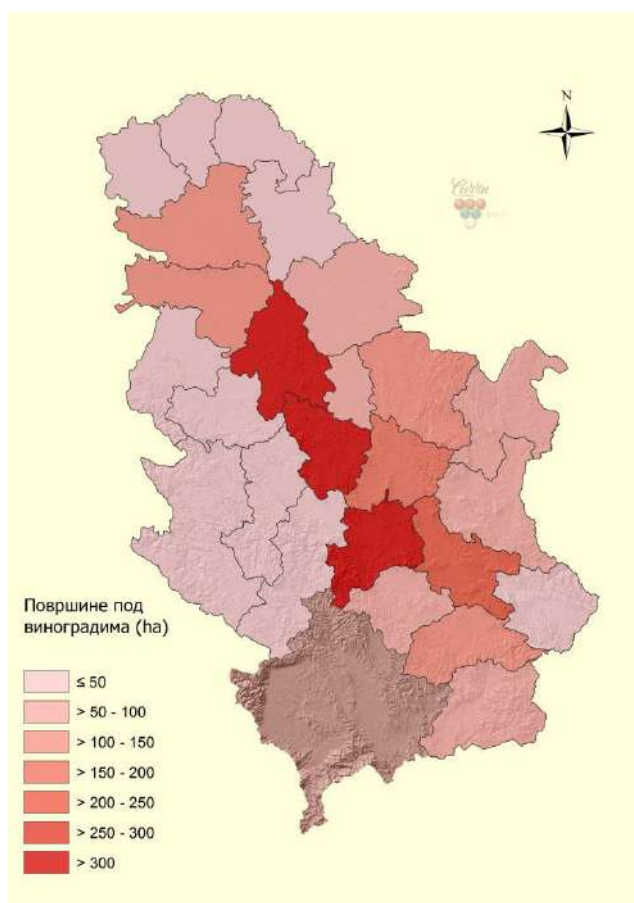 N
Површине под
виноградима (ha)
≤ 50
> 50 - 100
> 100 - 150
> 150 - 200
> 200 - 250
> 250 - 300
> 300